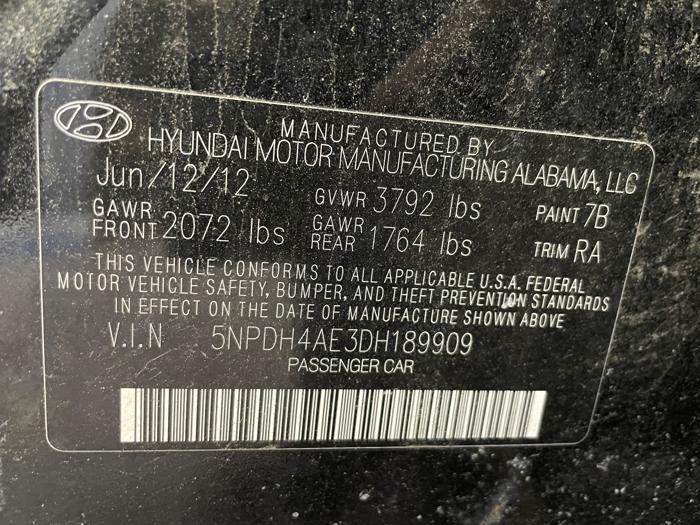 MANUFACTURED BY
HYUNDAI MOTOR MANUFACTURING ALABAMA, LLC
Jun/12/12 GVWR 3792 lbs PAINT 7B
GAWR FRONT 2072 lbs GAWR REAR 1764 lbs TRIM RA
THIS VEHICLE CONFORMS TO ALL APPLICABLE U.S.A. FEDERAL
MOTOR VEHICLE SAFETY, BUMPER, AND THEFT PREVENTION STANDARDS
IN EFFECT ON THE DATE OF MANUFACTURE SHOWN ABOVE
V.I.N 5NPDH4AE3DH189909
PASSENGER CAR